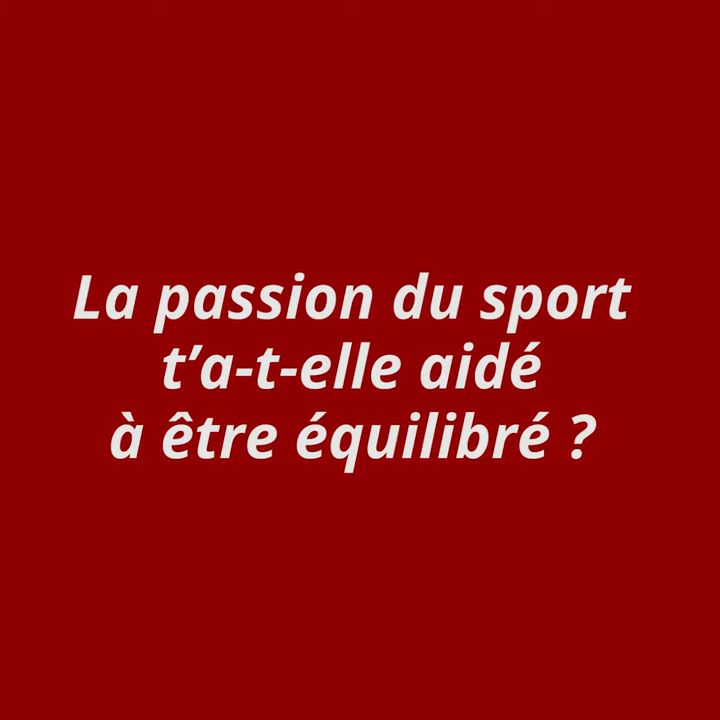 La passion du sport
t’a-t-elle aidé
à être équilibré ?